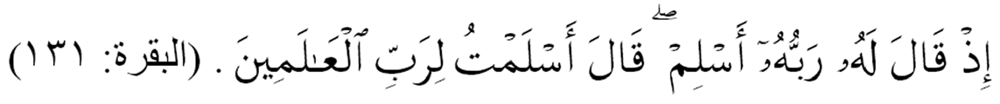 إِذْ قَالَ لَهُۥ رَبُّهُۥٓ أَسْلِمْ ۖ قَالَ أَسْلَمْتُ لِرَبِّ ٱلْعَـٰلَمِينَ . (البقرة: ١٣١)